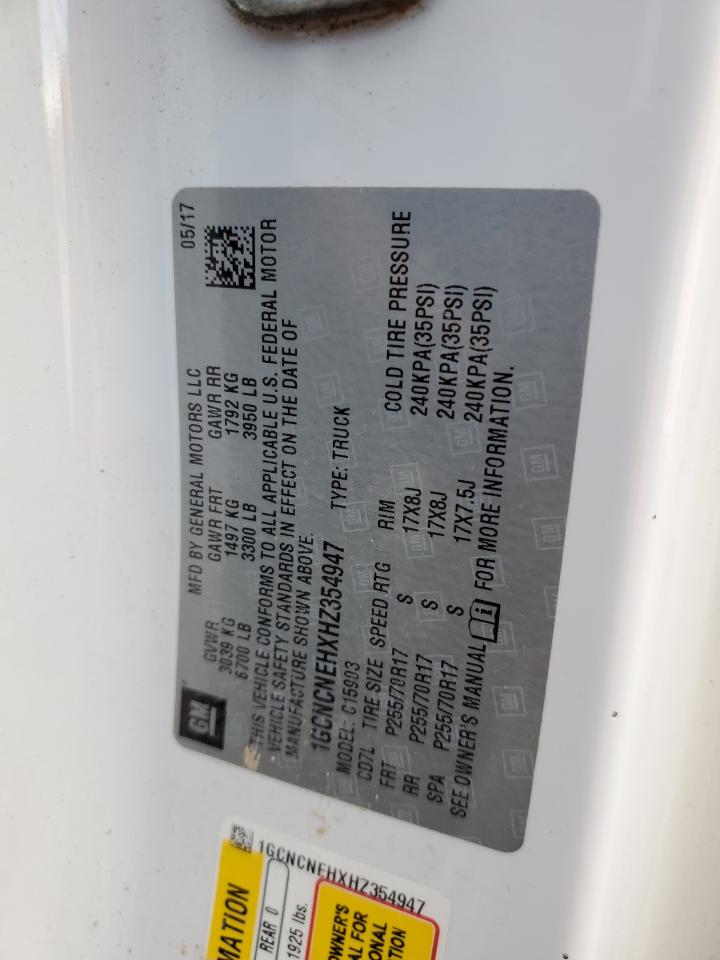 MFD BY GENERAL MOTORS LLC 05/17
GM
GVWR GAWR FRT GAWR RR
3039 KG 1497 KG 1792 KG
6700 LB 3300 LB 3950 LB
THIS VEHICLE CONFORMS TO ALL APPLICABLE U.S. FEDERAL MOTOR
VEHICLE SAFETY STANDARDS IN EFFECT ON THE DATE OF
MANUFACTURE SHOWN ABOVE.
1GCNCNEHXHZ354947
MODEL: C15903 TYPE: TRUCK
CD7L TIRE SIZE SPEED RTG RIM COLD TIRE PRESSURE
FRT P255/70R17 S 17X8J 240KPA(35PSI)
RR P255/70R17 S 17X8J 240KPA(35PSI)
SPA P255/70R17 S 17X7.5J 240KPA(35PSI)
SEE OWNER'S MANUAL FOR MORE INFORMATION.
1GCNCNEHXHZ354947
MATION
REAR 0
1925 lbs.
OWNER'S
AL FOR
ONAL
TION